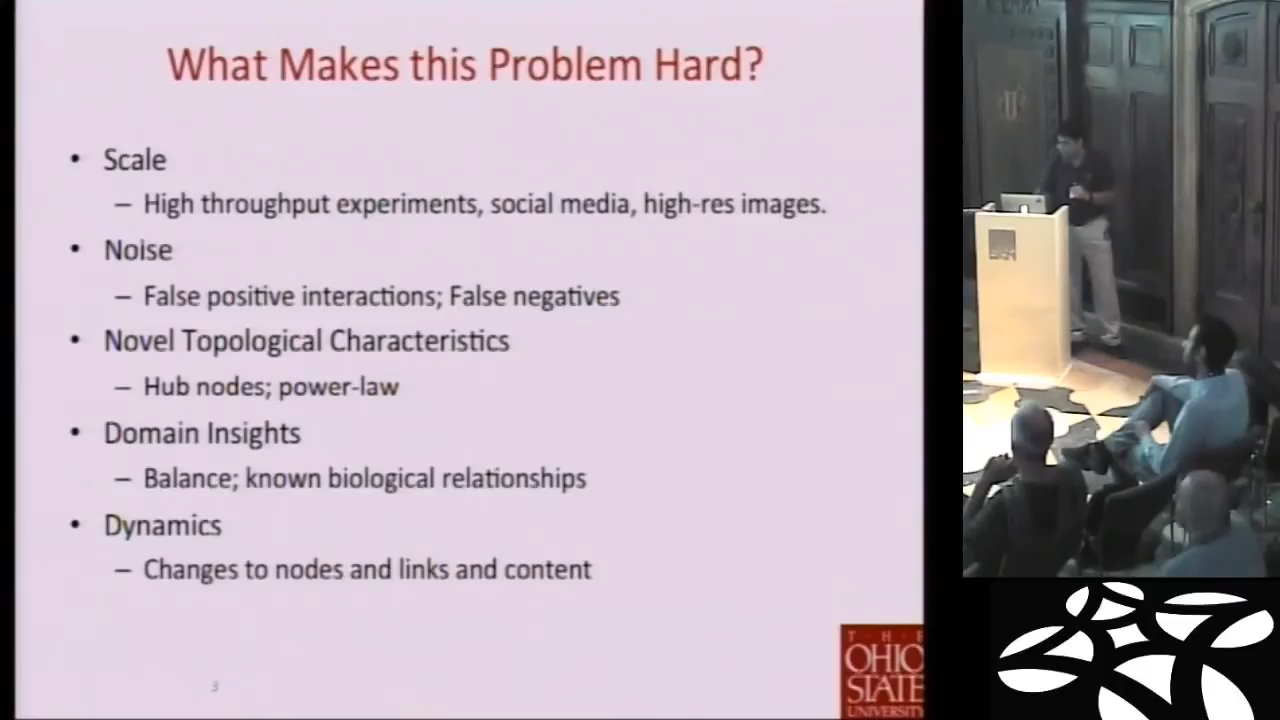 What Makes this Problem Hard?
• Scale
– High throughput experiments, social media, high-res images.
• Noise
– False positive interactions; False negatives
• Novel Topological Characteristics
– Hub nodes; power-law
• Domain Insights
– Balance; known biological relationships
• Dynamics
– Changes to nodes and links and content
3
T H E
OHIO
STATE
UNIVERSITY